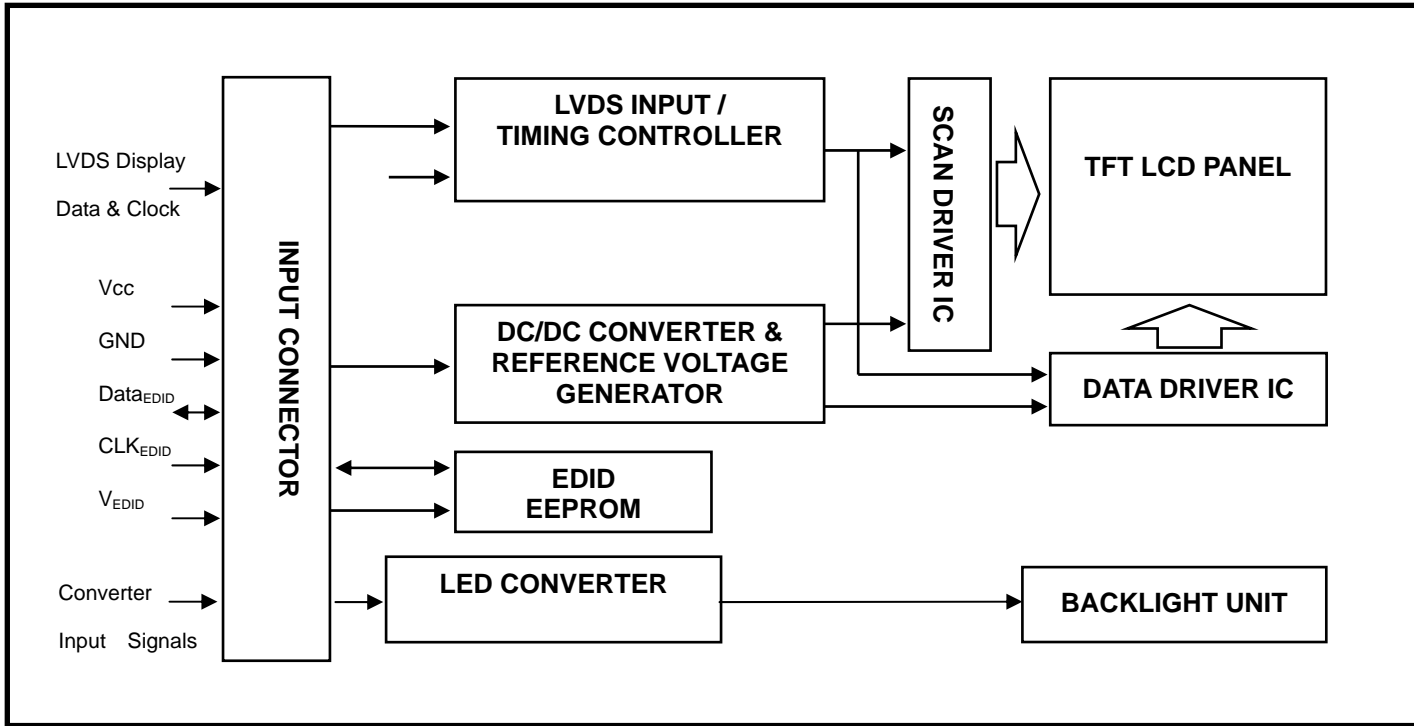 LVDS Display
Data & Clock
Vcc
GND
DataEDID
CLKEDID
VEDID
Converter
Input Signals
INPUT CONNECTOR
LVDS INPUT /
TIMING CONTROLLER
DC/DC CONVERTER &
REFERENCE VOLTAGE
GENERATOR
EDID
EEPROM
LED CONVERTER
SCAN DRIVER IC
TFT LCD PANEL
DATA DRIVER IC
BACKLIGHT UNIT